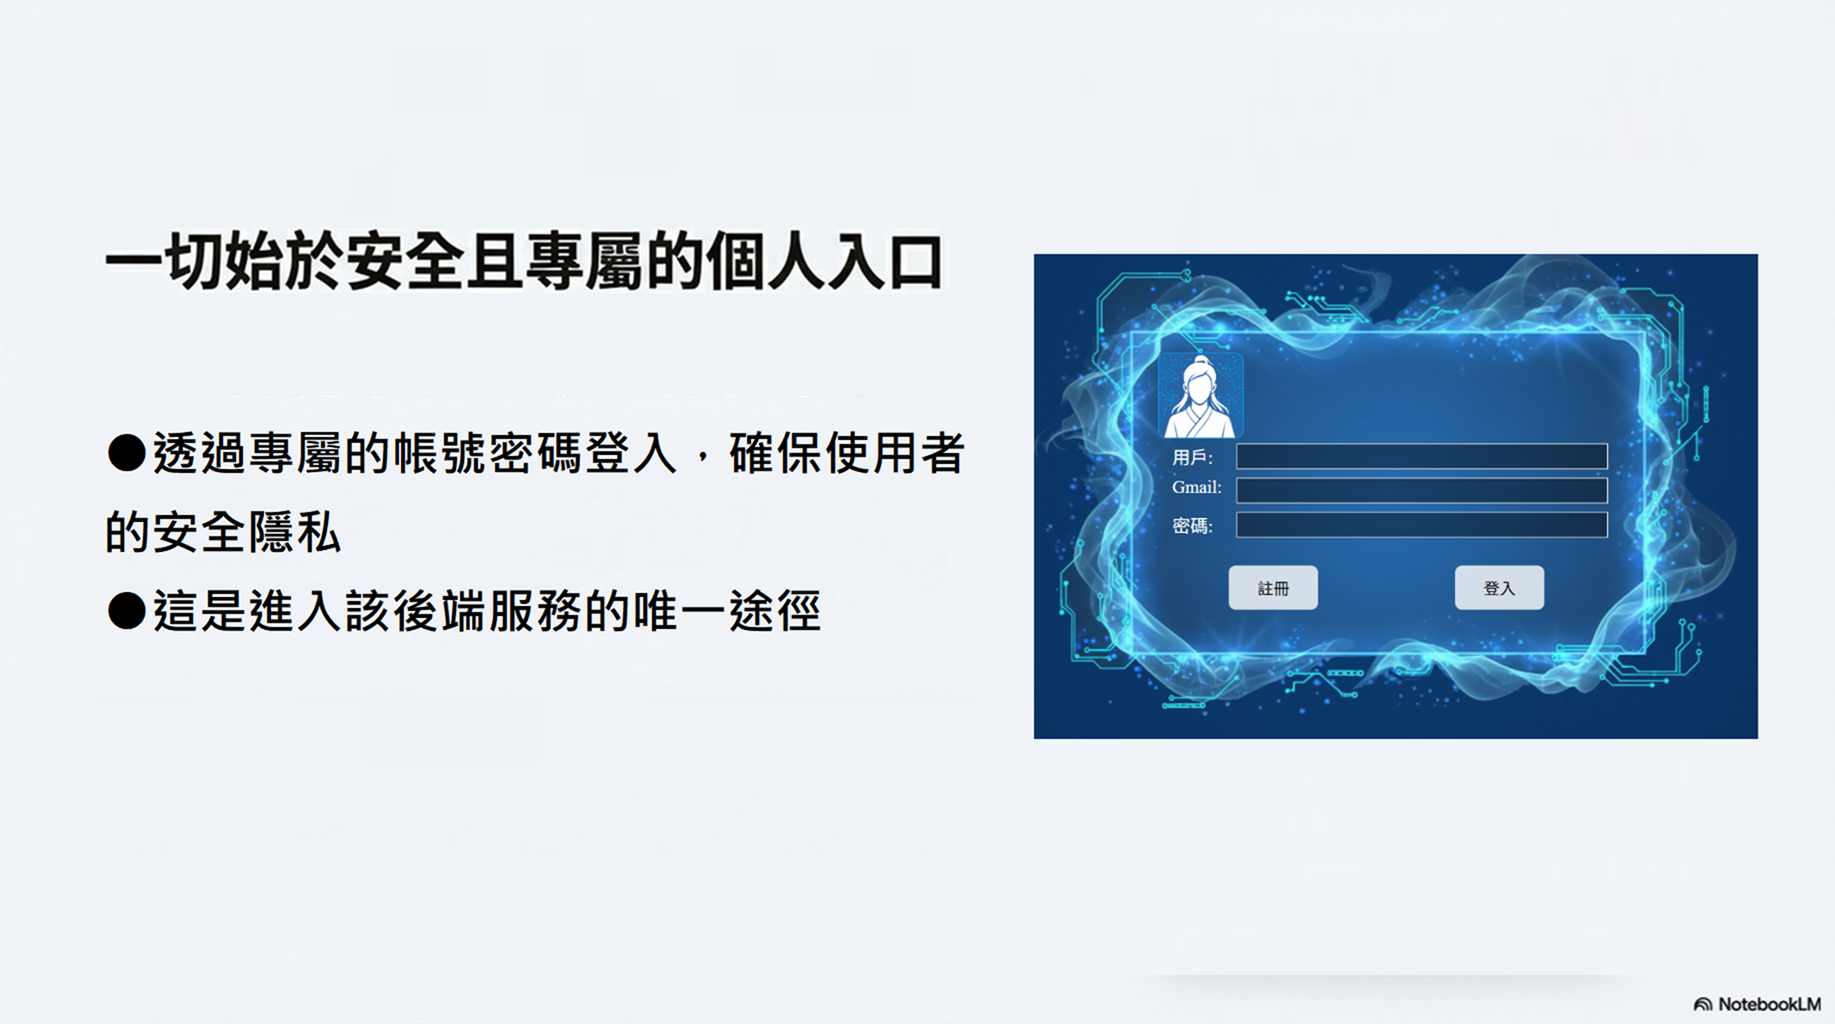 一切始於安全且專屬的個人入口
●透過專屬的帳號密碼登入，確保使用者
的安全隱私
●這是進入該後端服務的唯一途徑
用戶:
Gmail:
密碼:
註冊
登入
NotebookLM